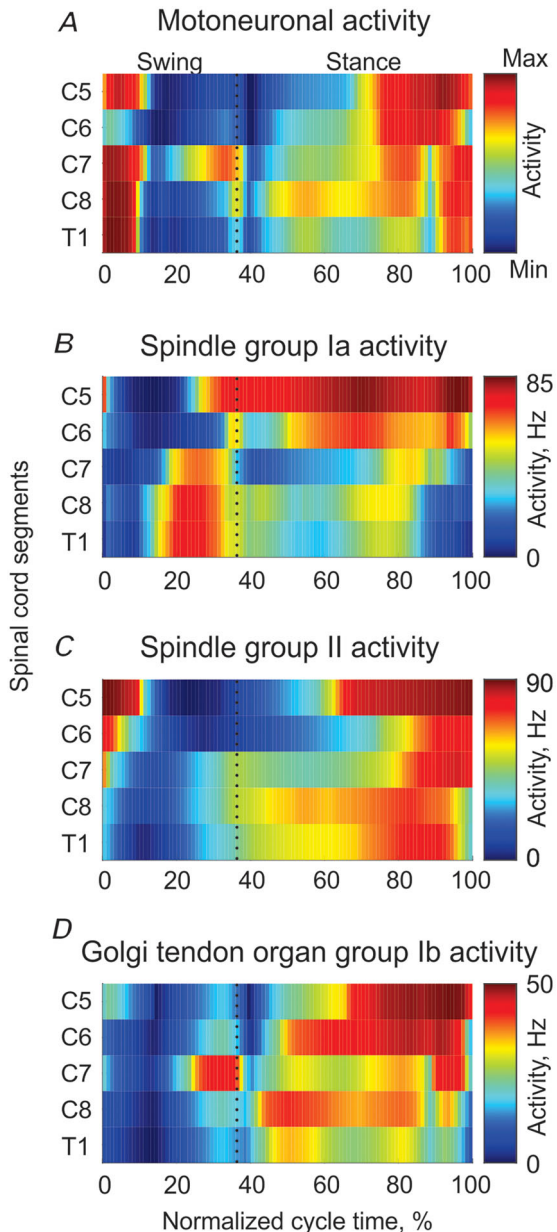 A Motoneuronal activity
Swing Stance Max
C5
C6
C7
C8
T1
Min
0 20 40 60 80 100
B Spindle group Ia activity
85
C5
C6
C7
C8
T1
0
Activity, Hz
0 20 40 60 80 100
Spinal cord segments
C Spindle group II activity
90
C5
C6
C7
C8
T1
0
Activity, Hz
0 20 40 60 80 100
D Golgi tendon organ group Ib activity
50
C5
C6
C7
C8
T1
0
Activity, Hz
0 20 40 60 80 100
Normalized cycle time, %
Activity